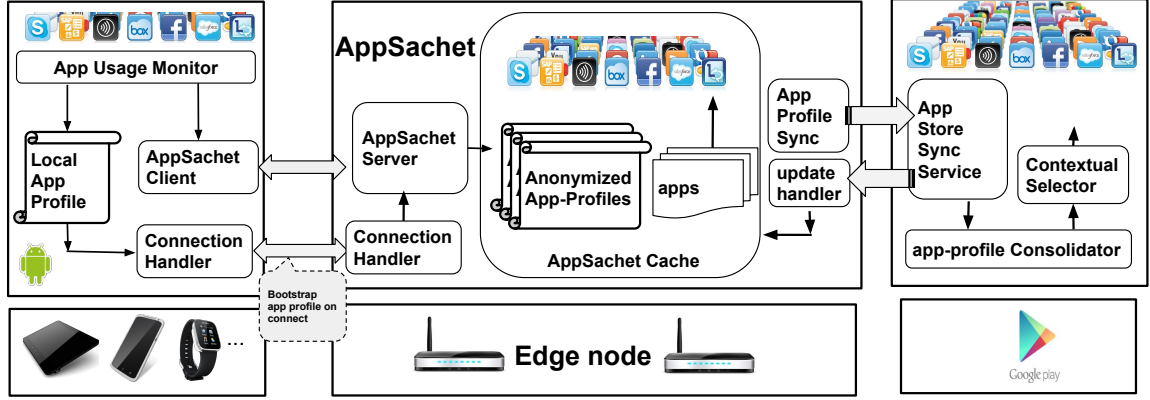 App Usage Monitor
Local
App
Profile
AppSachet
Client
Connection
Handler
Bootstrap
app profile on
connect
...
AppSachet
AppSachet
Server
Connection
Handler
box
Anonymized
App-Profiles
apps
AppSachet Cache
App
Profile
Sync
update
handler
Edge node
App
Store
Sync
Service
Contextual
Selector
app-profile Consolidator
Google play